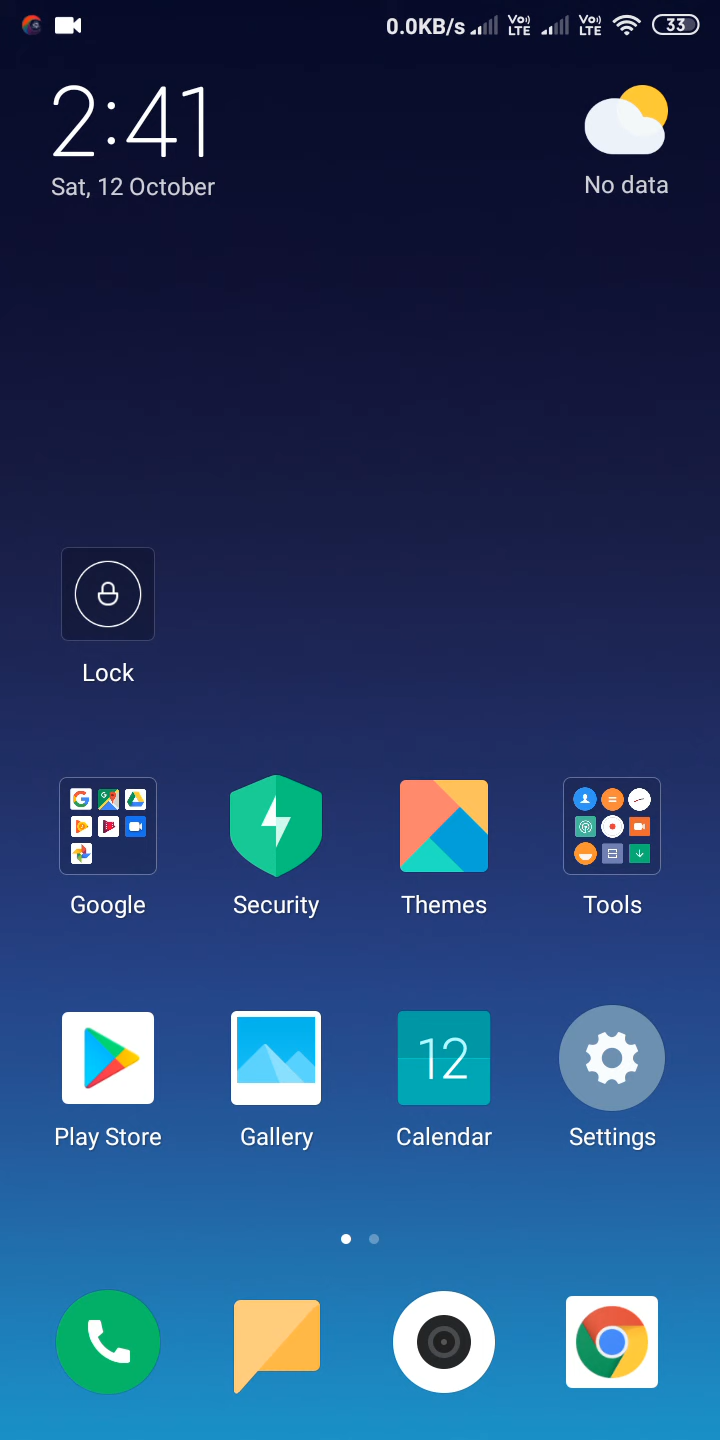 0.0KB/s Vo) LTE Vo) LTE 33
2:41
Sat, 12 October
No data
Lock
Google Security Themes Tools
12
Play Store Gallery Calendar Settings